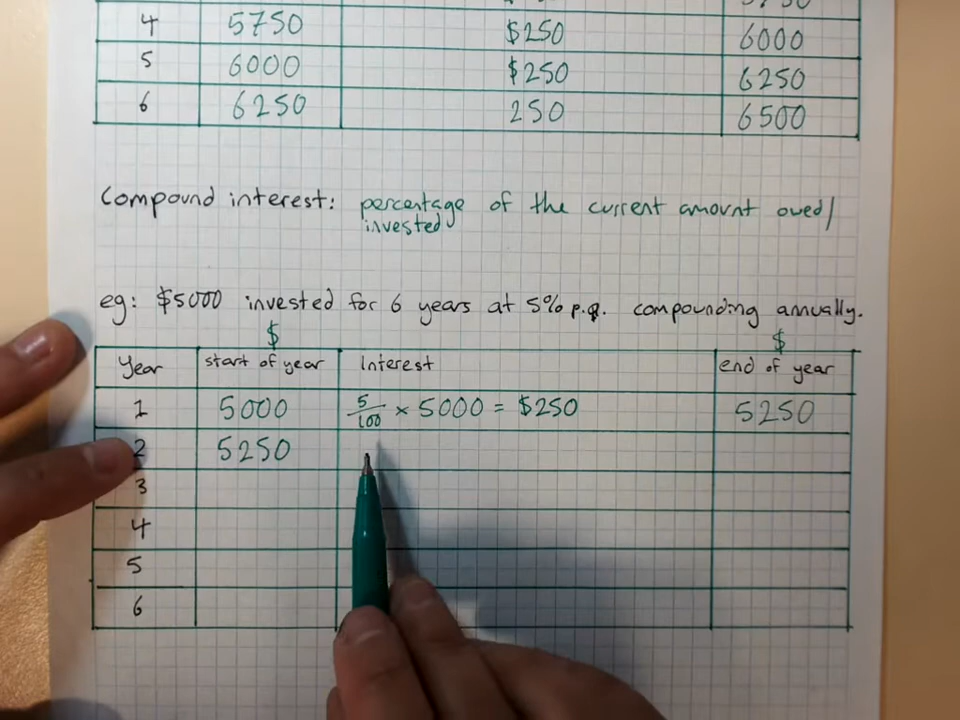 4 5750 $250 6000
5 6000 $250 6250
6 6250 250 6500
Compound interest: percentage of the current amount owed/
invested
eg: $5000 invested for 6 years at 5% p.a. compounding annually.
$ $
Year start of year Interest end of year
1 5000 5/100 × 5000 = $250 5250
2 5250
3
4
5
6